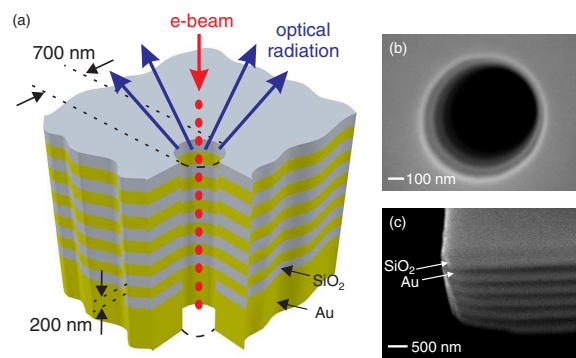 (a)
e-beam
optical
radiation
700 nm
SiO2
Au
200 nm
(b)
100 nm
(c)
SiO2
Au
500 nm